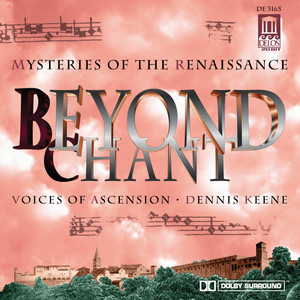 DE 3165
DELOS
MYSTERIES OF THE RENAISSANCE
BEYOND
CHANT
VOICES OF ASCENSION • DENNIS KEENE
DOLBY SURROUND